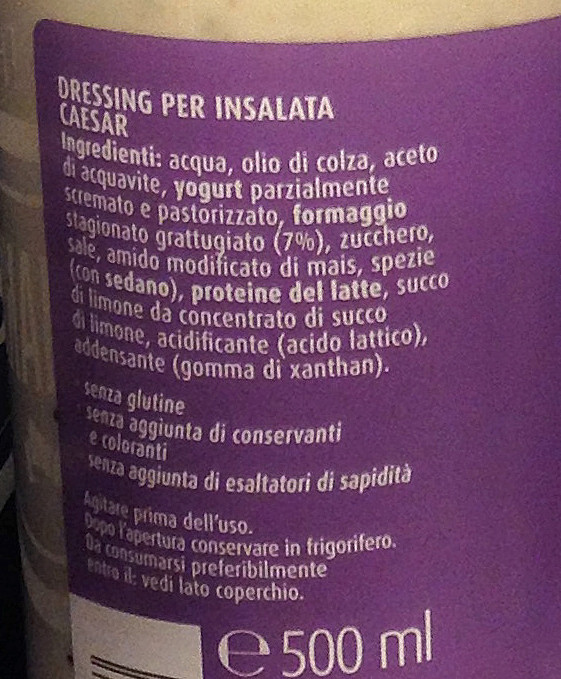 DRESSING PER INSALATA
CAESAR
Ingredienti: acqua, olio di colza, aceto
di acquavite, yogurt parzialmente
scremato e pastorizzato, formaggio
stagionato grattugiato (7%), zucchero,
sale, amido modificato di mais, spezie
(con sedano), proteine del latte, succo
di limone da concentrato di succo
di limone, acidificante (acido lattico),
addensante (gomma di xanthan).
senza glutine
senza aggiunta di conservanti
e coloranti
senza aggiunta di esaltatori di sapidità
Agitare prima dell'uso.
Dopo l'apertura conservare in frigorifero.
Da consumarsi preferibilmente
entro il: vedi lato coperchio.
e 500 ml